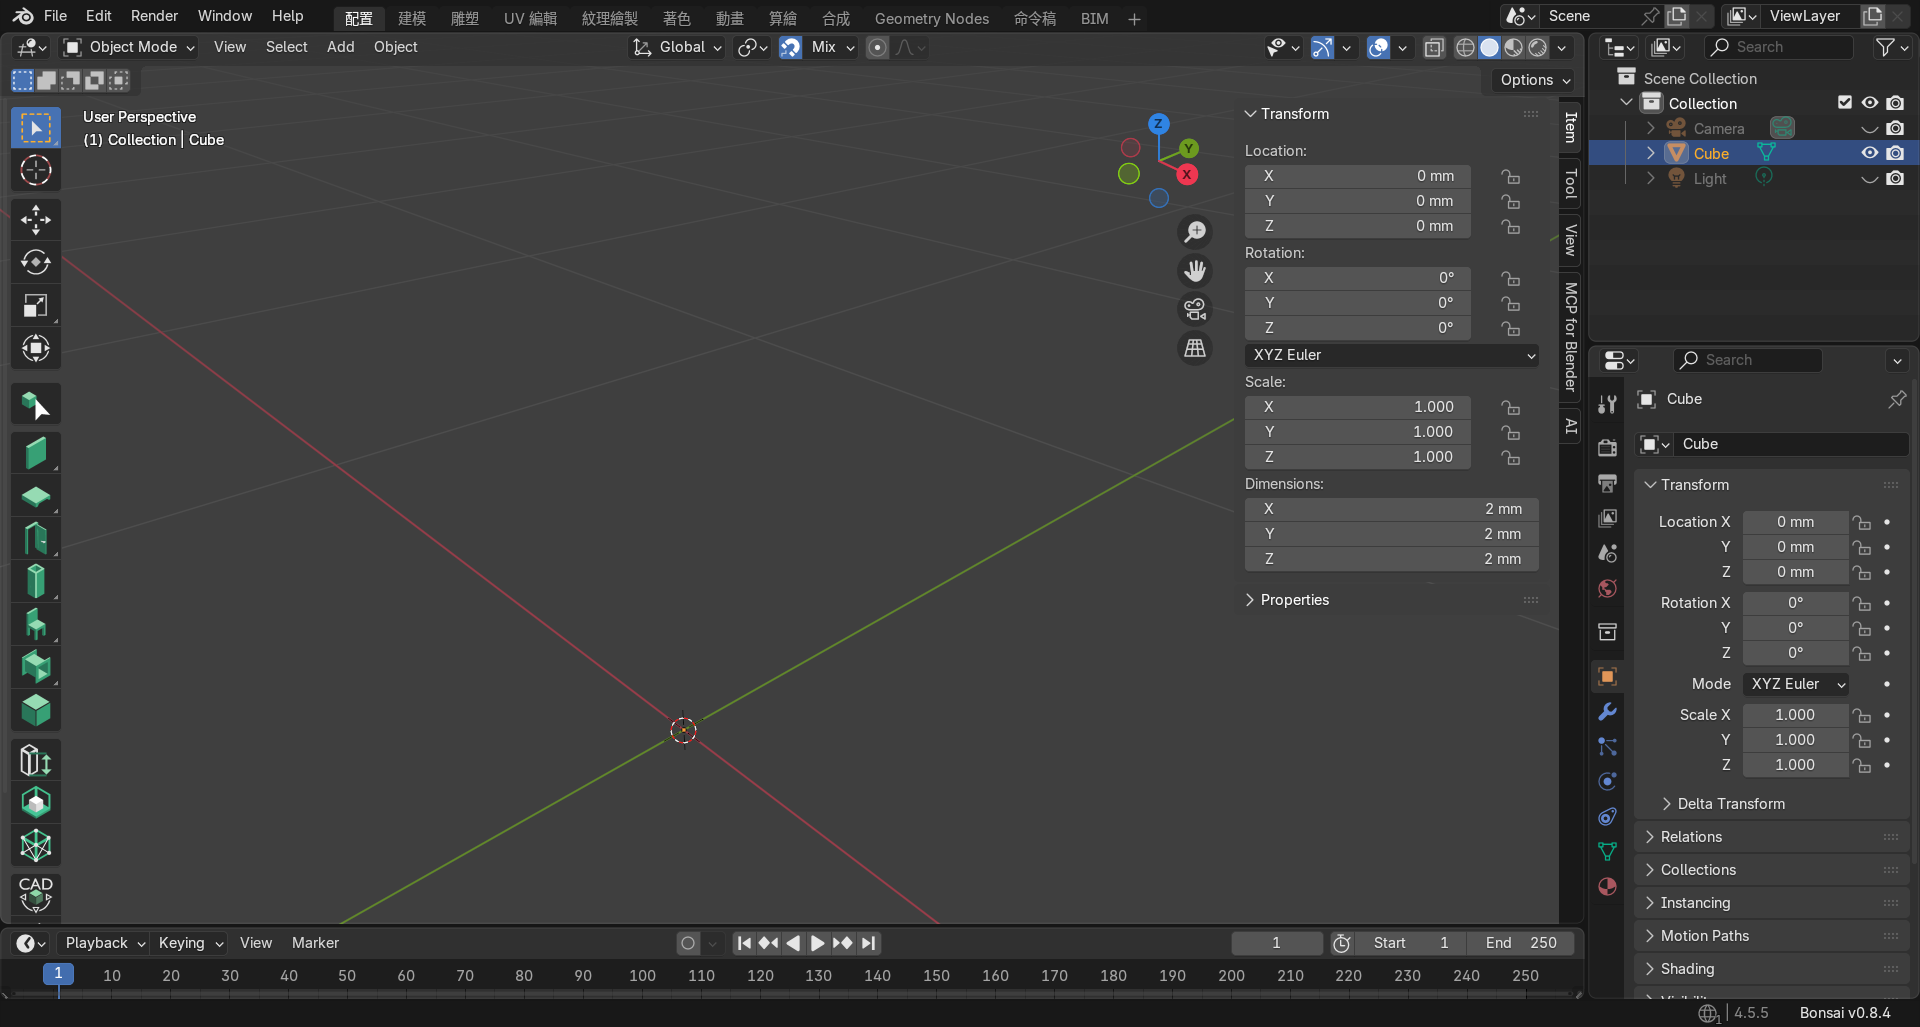 File Edit Render Window Help 配置 建模 雕塑 UV 編輯 紋理繪製 著色 動畫 算繪 合成 Geometry Nodes 命令稿 BIM + Scene ViewLayer
Object Mode View Select Add Object Global Mix Search
Options
User Perspective
(1) Collection | Cube
Z
Y
X
Transform
Location:
X 0 mm
Y 0 mm
Z 0 mm
Rotation:
X 0°
Y 0°
Z 0°
XYZ Euler
Scale:
X 1.000
Y 1.000
Z 1.000
Dimensions:
X 2 mm
Y 2 mm
Z 2 mm
Properties
Item
Tool
View
MCP for Blender
AI
CAD
Scene Collection
Collection
Camera
Cube
Light
Search
Cube
Cube
Transform
Location X 0 mm
Y 0 mm
Z 0 mm
Rotation X 0°
Y 0°
Z 0°
Mode XYZ Euler
Scale X 1.000
Y 1.000
Z 1.000
Delta Transform
Relations
Collections
Instancing
Motion Paths
Shading
Playback Keying View Marker 1 Start 1 End 250
1 10 20 30 40 50 60 70 80 90 100 110 120 130 140 150 160 170 180 190 200 210 220 230 240 250
1 4.5.5 Bonsai v0.8.4